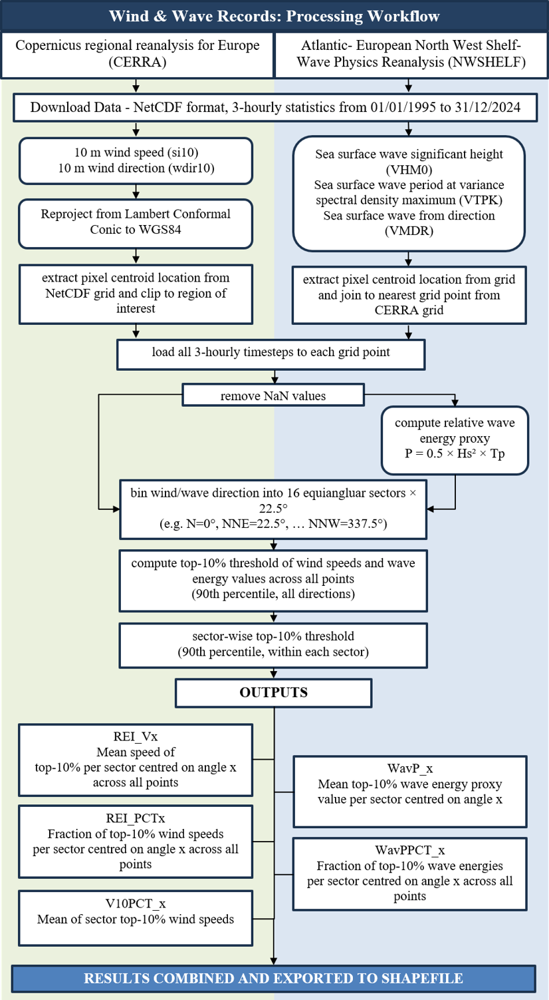 Wind & Wave Records: Processing Workflow
Copernicus regional reanalysis for Europe
(CERRA)
Atlantic- European North West Shelf-
Wave Physics Reanalysis (NWSHELF)
Download Data - NetCDF format, 3-hourly statistics from 01/01/1995 to 31/12/2024
10 m wind speed (si10)
10 m wind direction (wdir10)
Sea surface wave significant height
(VHM0)
Sea surface wave period at variance
spectral density maximum (VTPK)
Sea surface wave from direction
(VMDR)
Reproject from Lambert Conformal
Conic to WGS84
extract pixel centroid location from
NetCDF grid and clip to region of
interest
extract pixel centroid location from grid
and join to nearest grid point from
CERRA grid
load all 3-hourly timesteps to each grid point
remove NaN values
compute relative wave
energy proxy
P = 0.5 × Hs² × Tp
bin wind/wave direction into 16 equiangluar sectors ×
22.5°
(e.g. N=0°, NNE=22.5°, … NNW=337.5°)
compute top-10% threshold of wind speeds and wave
energy values across all points
(90th percentile, all directions)
sector-wise top-10% threshold
(90th percentile, within each sector)
OUTPUTS
REI_Vx
Mean speed of
top-10% per sector centred on angle x
across all points
WavP_x
Mean top-10% wave energy proxy
value per sector centred on angle x
REI_PCTx
Fraction of top-10% wind speeds
per sector centred on angle x across all
points
WavPPCT_x
Fraction of top-10% wave energies
per sector centred on angle x across all
points
V10PCT_x
Mean of sector top-10% wind speeds
RESULTS COMBINED AND EXPORTED TO SHAPEFILE